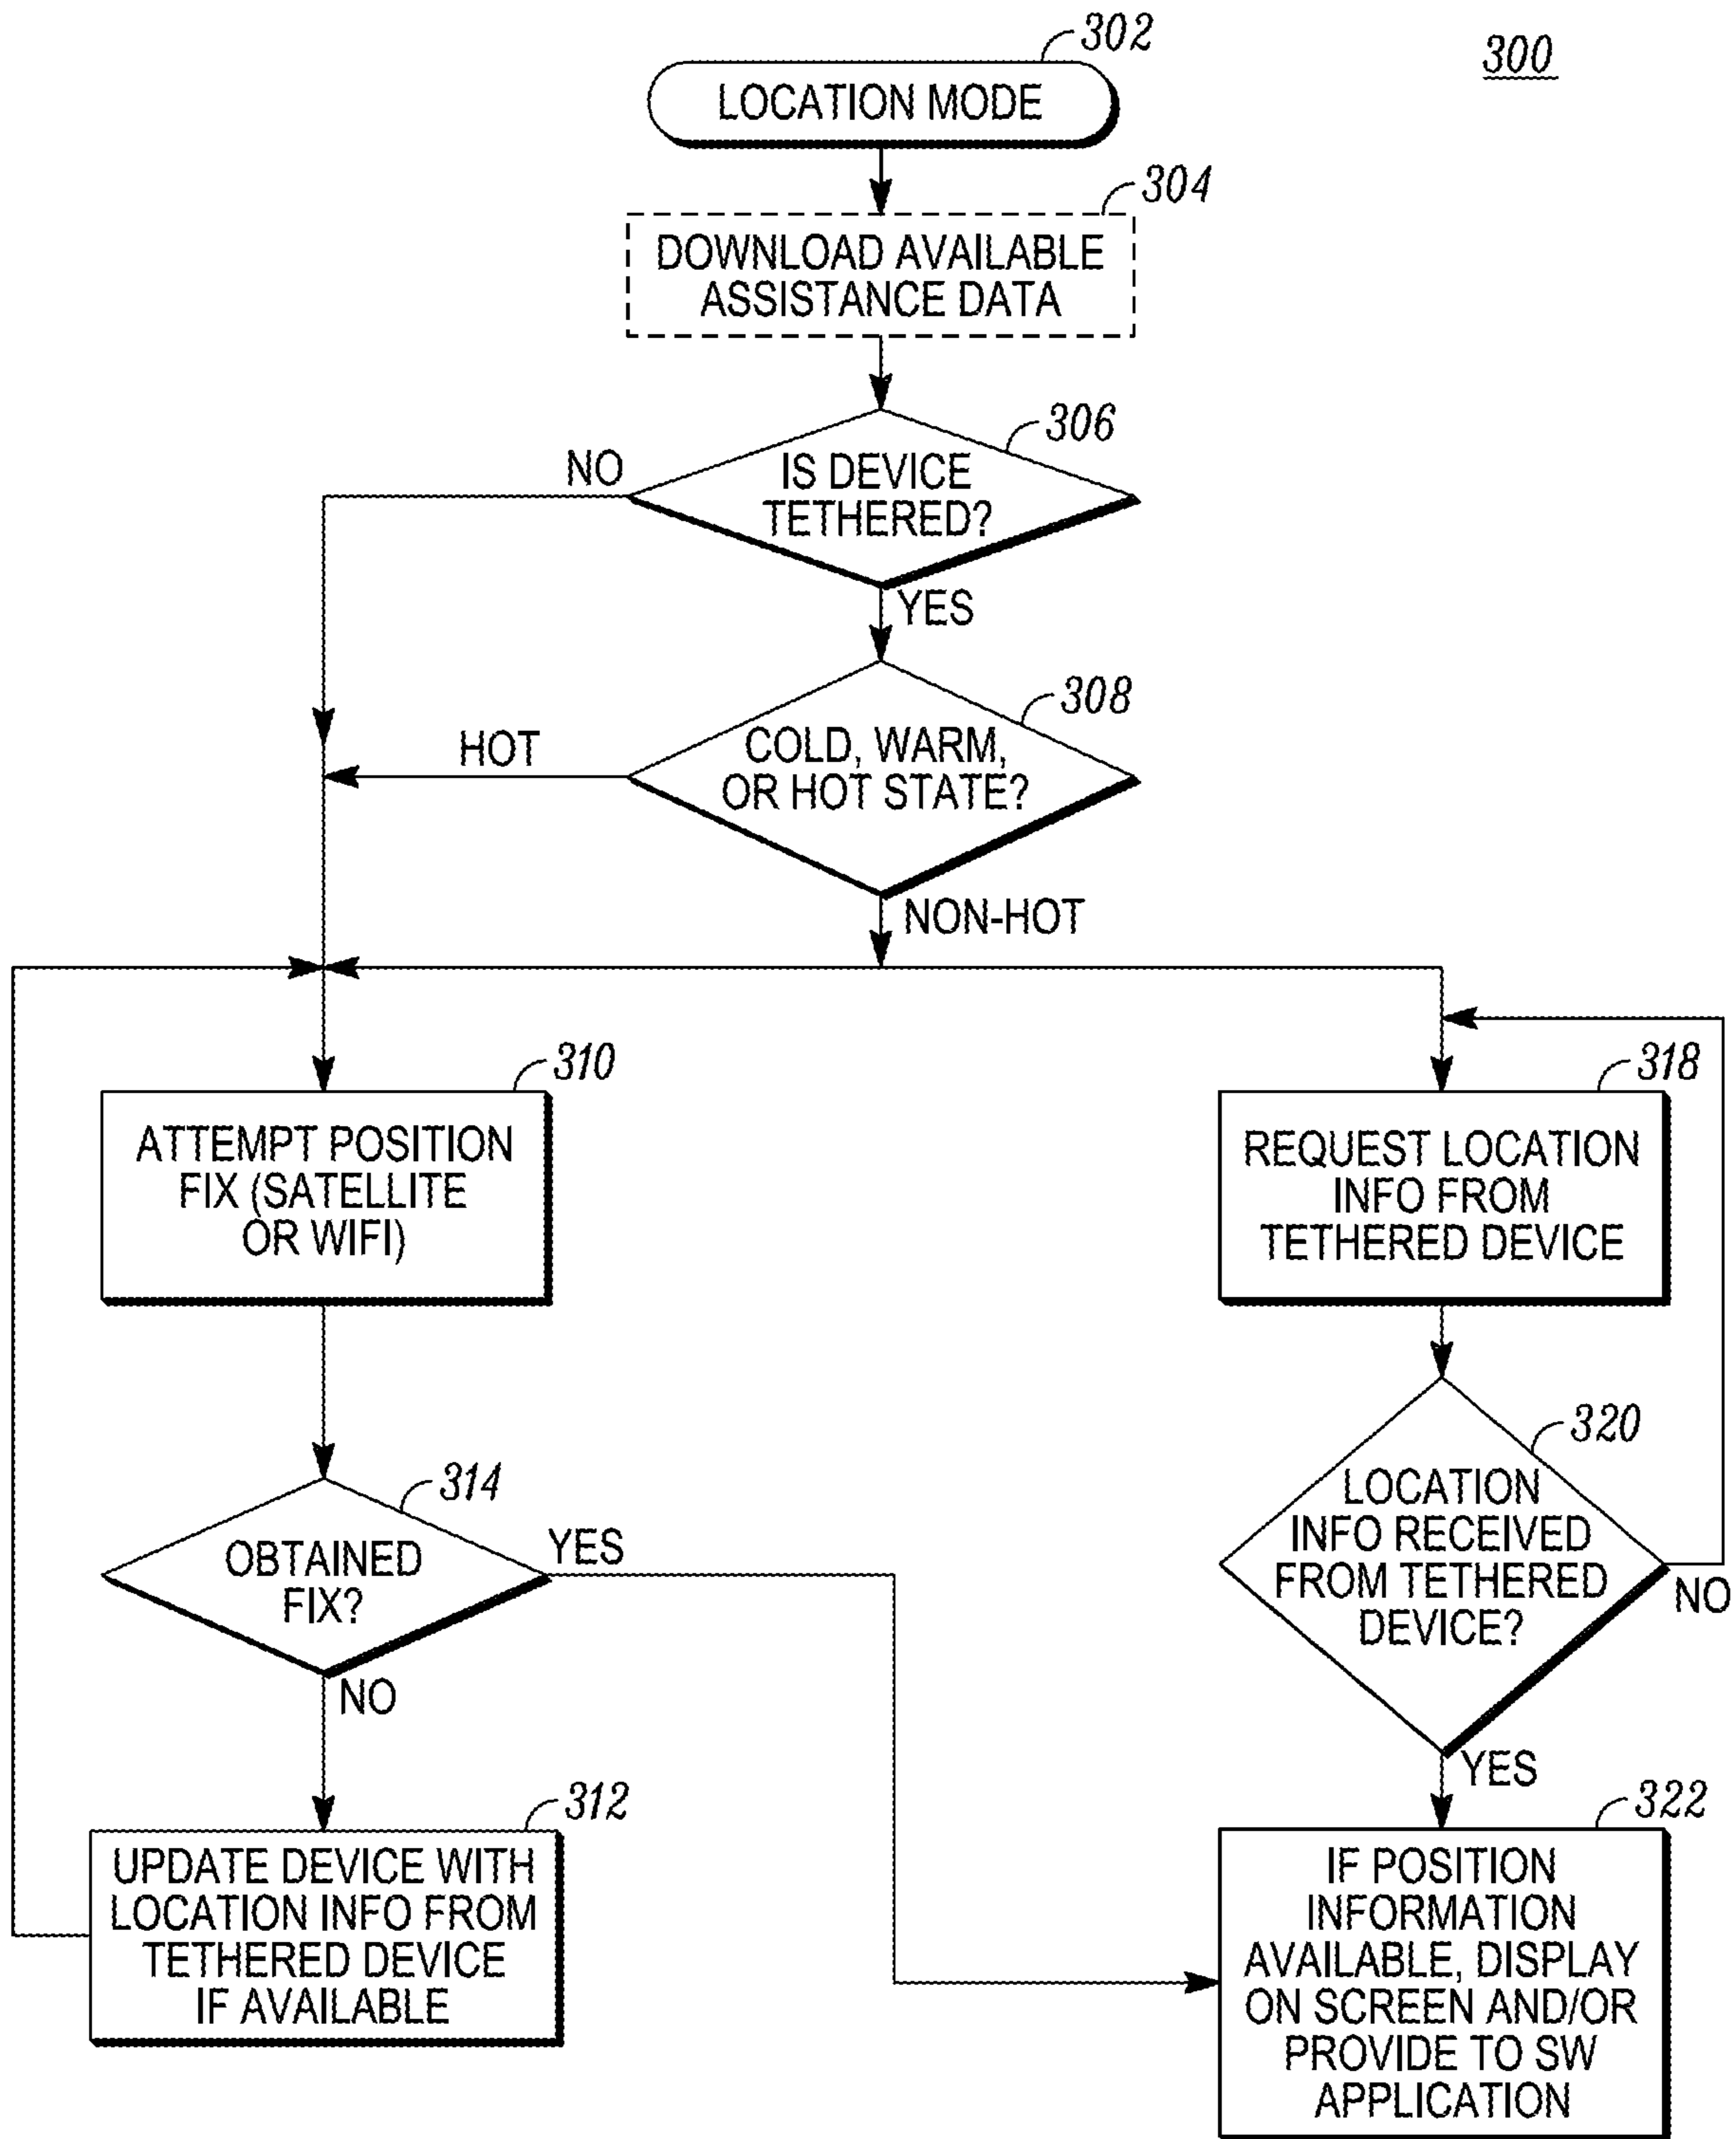 302
300
LOCATION MODE
304
DOWNLOAD AVAILABLE
ASSISTANCE DATA
306
NO
IS DEVICE
TETHERED?
YES
308
HOT
COLD, WARM,
OR HOT STATE?
NON-HOT
310
ATTEMPT POSITION
FIX (SATELLITE
OR WIFI)
318
REQUEST LOCATION
INFO FROM
TETHERED DEVICE
314
OBTAINED
FIX?
YES
NO
320
LOCATION
INFO RECEIVED
FROM TETHERED
DEVICE?
NO
YES
312
UPDATE DEVICE WITH
LOCATION INFO FROM
TETHERED DEVICE
IF AVAILABLE
322
IF POSITION
INFORMATION
AVAILABLE, DISPLAY
ON SCREEN AND/OR
PROVIDE TO SW
APPLICATION